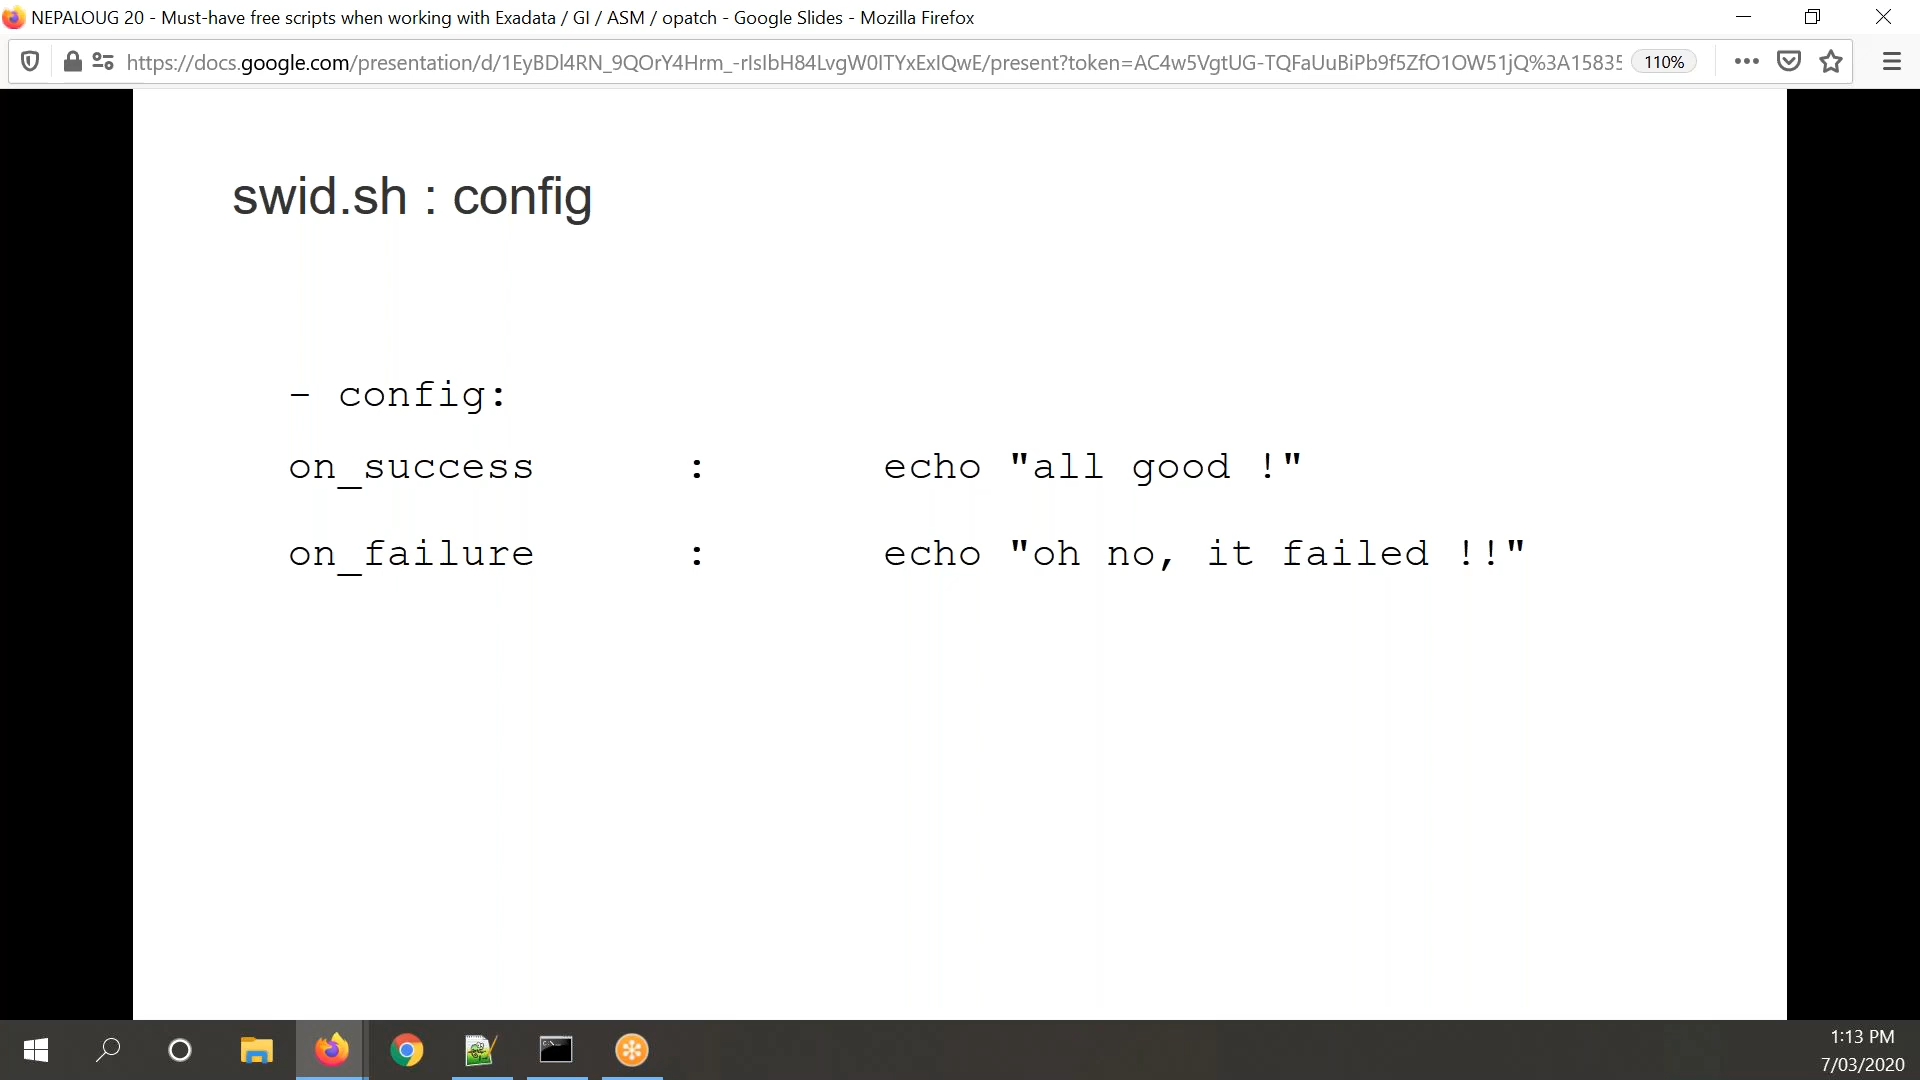 NEPALOUG 20 - Must-have free scripts when working with Exadata / GI / ASM / opatch - Google Slides - Mozilla Firefox
https://docs.google.com/presentation/d/1EyBDl4RN_9QOrY4Hrm_-rIsIbH84LvgW0ITYxExIQwE/present?token=AC4w5VgtUG-TQFaUuBiPb9f5ZfO1OW51jQ%3A15835
110%
swid.sh : config
- config:
on_success : echo "all good !"
on_failure : echo "oh no, it failed !!"
1:13 PM
7/03/2020